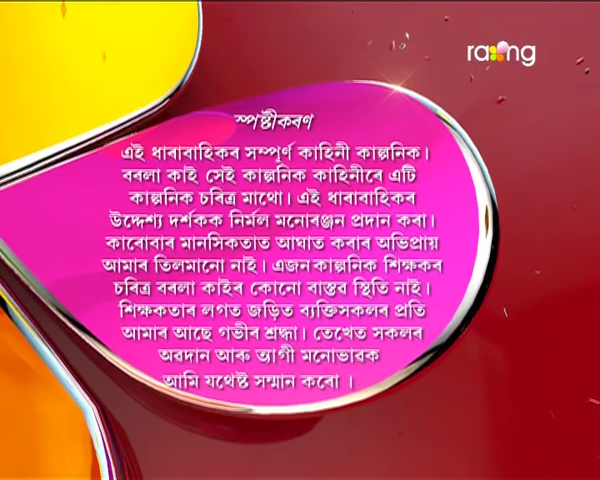 rang
স্পষ্টীকৰণ
এই ধাৰাবাহিকৰ সম্পূৰ্ণ কাহিনী কাল্পনিক।
বৰলা কাই সেই কাল্পনিক কাহিনীৰে এটি
কাল্পনিক চৰিত্ৰ মাথো। এই ধাৰাবাহিকৰ
উদ্দেশ্য দৰ্শকক নিৰ্মল মনোৰঞ্জন প্ৰদান কৰা।
কাৰোবাৰ মানসিকতাত আঘাত কৰাৰ অভিপ্ৰায়
আমাৰ তিলমানো নাই। এজন কাল্পনিক শিক্ষকৰ
চৰিত্ৰ বৰলা কাইৰ কোনো বাস্তৱ স্থিতি নাই।
শিক্ষকতাৰ লগত জড়িত ব্যক্তিসকলৰ প্ৰতি
আমাৰ আছে গভীৰ শ্ৰদ্ধা। তেখেত সকলৰ
অৱদান আৰু ত্যাগী মনোভাবক
আমি যথেষ্ট সন্মান কৰো ।